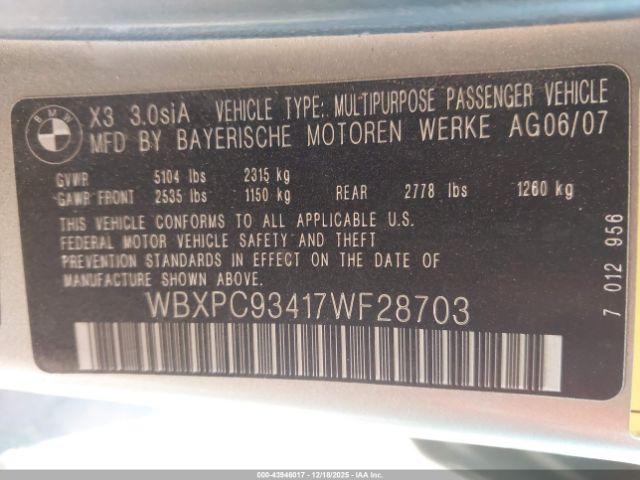 BMW
X3 3.0siA VEHICLE TYPE: MULTIPURPOSE PASSENGER VEHICLE
MFD BY BAYERISCHE MOTOREN WERKE AG06/07
GVWR 5104 lbs 2315 kg
GAWR FRONT 2535 lbs 1150 kg REAR 2778 lbs 1260 kg
THIS VEHICLE CONFORMS TO ALL APPLICABLE U.S.
FEDERAL MOTOR VEHICLE SAFETY AND THEFT
PREVENTION STANDARDS IN EFFECT ON THE DATE OF
MANUFACTURE SHOWN ABOVE.
WBXPC93417WF28703
7 012 956
000-43946017 | 12/18/2025 - IAAI.COM